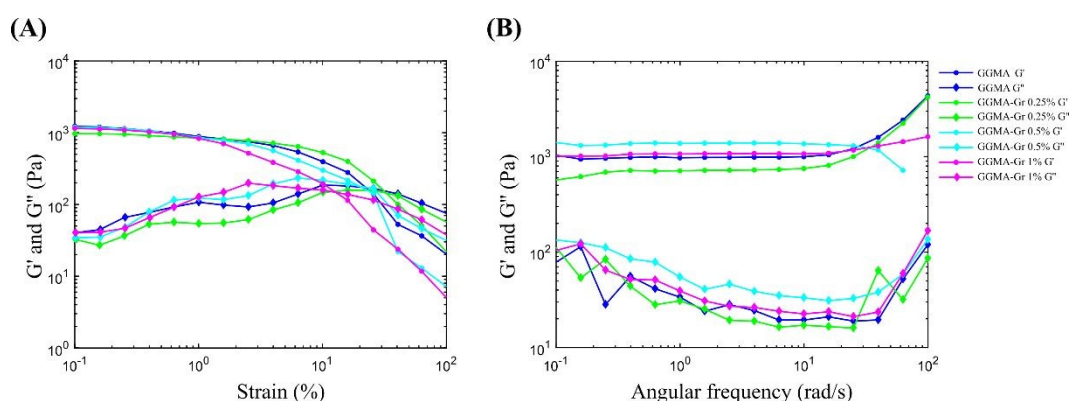 (A)
(B)
G' and G'' (Pa)
10^4
10^3
10^2
10^1
10^0
10^-1
10^0
10^1
10^2
Strain (%)
G' and G'' (Pa)
10^4
10^3
10^2
10^1
10^-1
10^0
10^1
10^2
Angular frequency (rad/s)
GGMA G'
GGMA G"
GGMA-Gr 0.25% G'
GGMA-Gr 0.25% G"
GGMA-Gr 0.5% G'
GGMA-Gr 0.5% G"
GGMA-Gr 1% G'
GGMA-Gr 1% G"